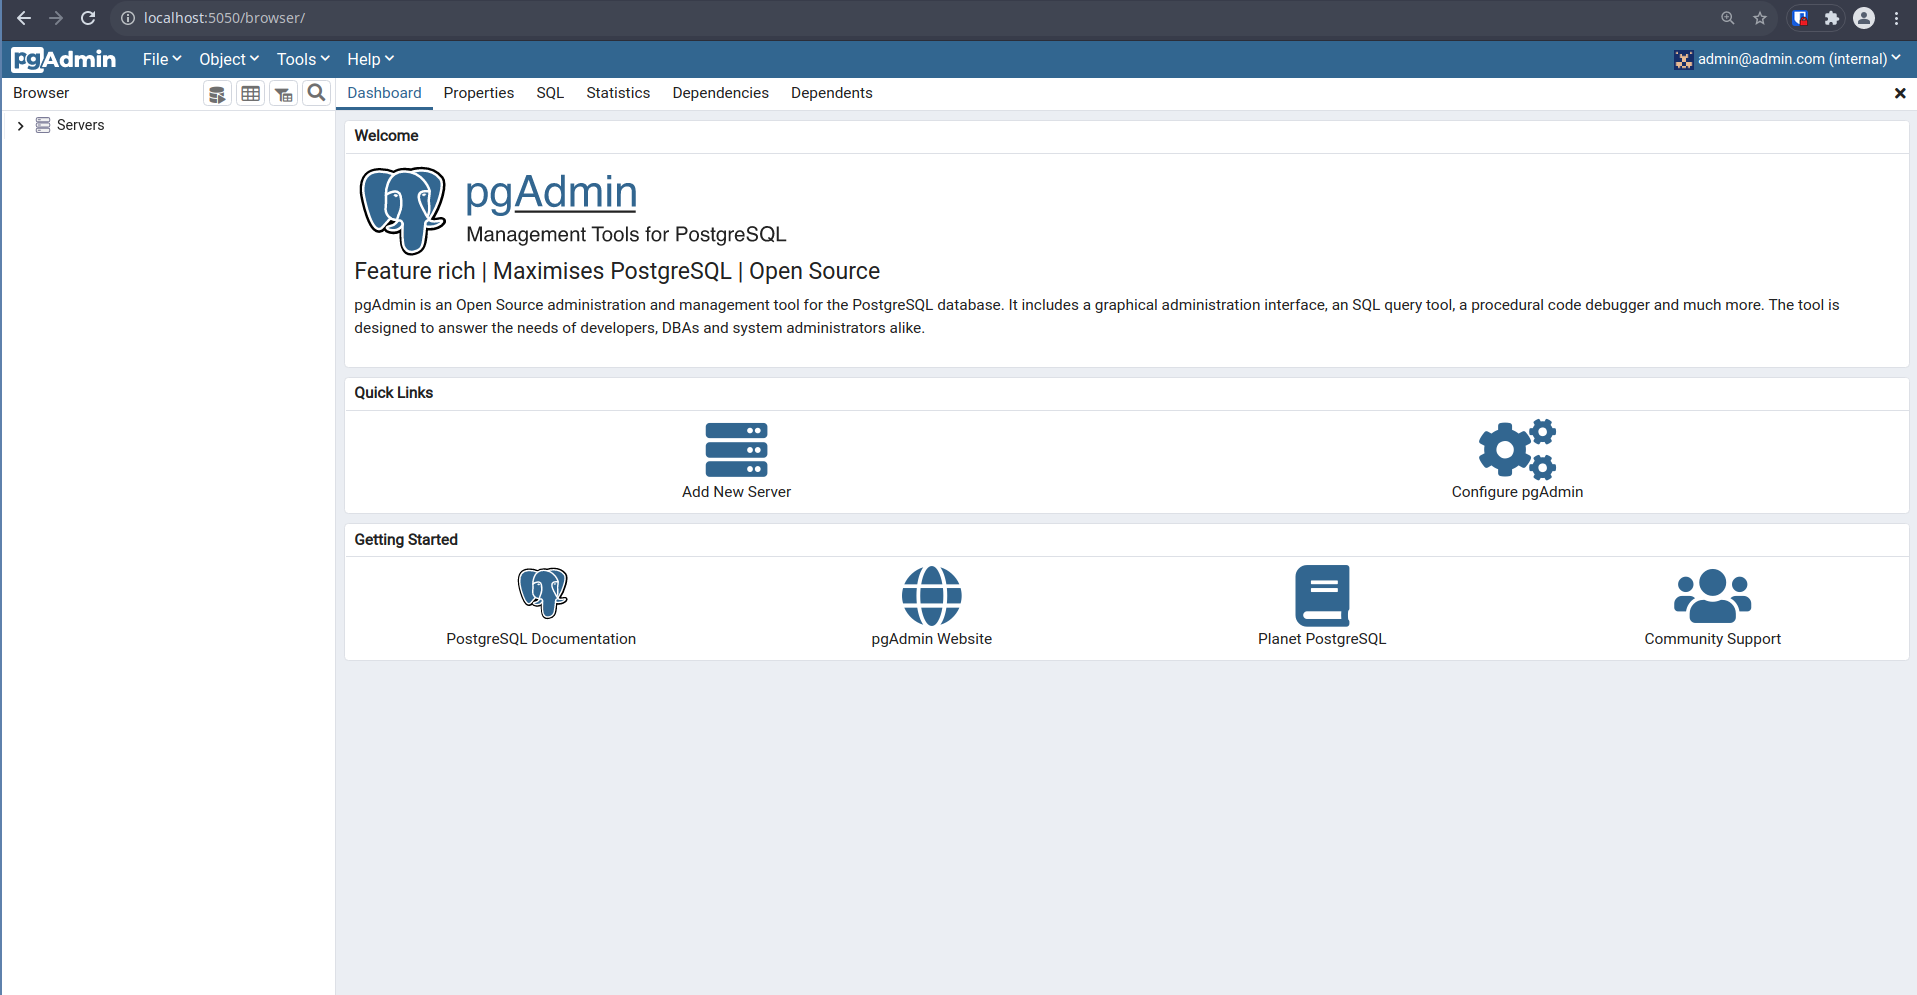 localhost:5050/browser/
pgAdmin File Object Tools Help admin@admin.com (internal)
Browser Dashboard Properties SQL Statistics Dependencies Dependents
Servers
Welcome
pgAdmin
Management Tools for PostgreSQL
Feature rich | Maximises PostgreSQL | Open Source
pgAdmin is an Open Source administration and management tool for the PostgreSQL database. It includes a graphical administration interface, an SQL query tool, a procedural code debugger and much more. The tool is
designed to answer the needs of developers, DBAs and system administrators alike.
Quick Links
Add New Server Configure pgAdmin
Getting Started
PostgreSQL Documentation pgAdmin Website Planet PostgreSQL Community Support